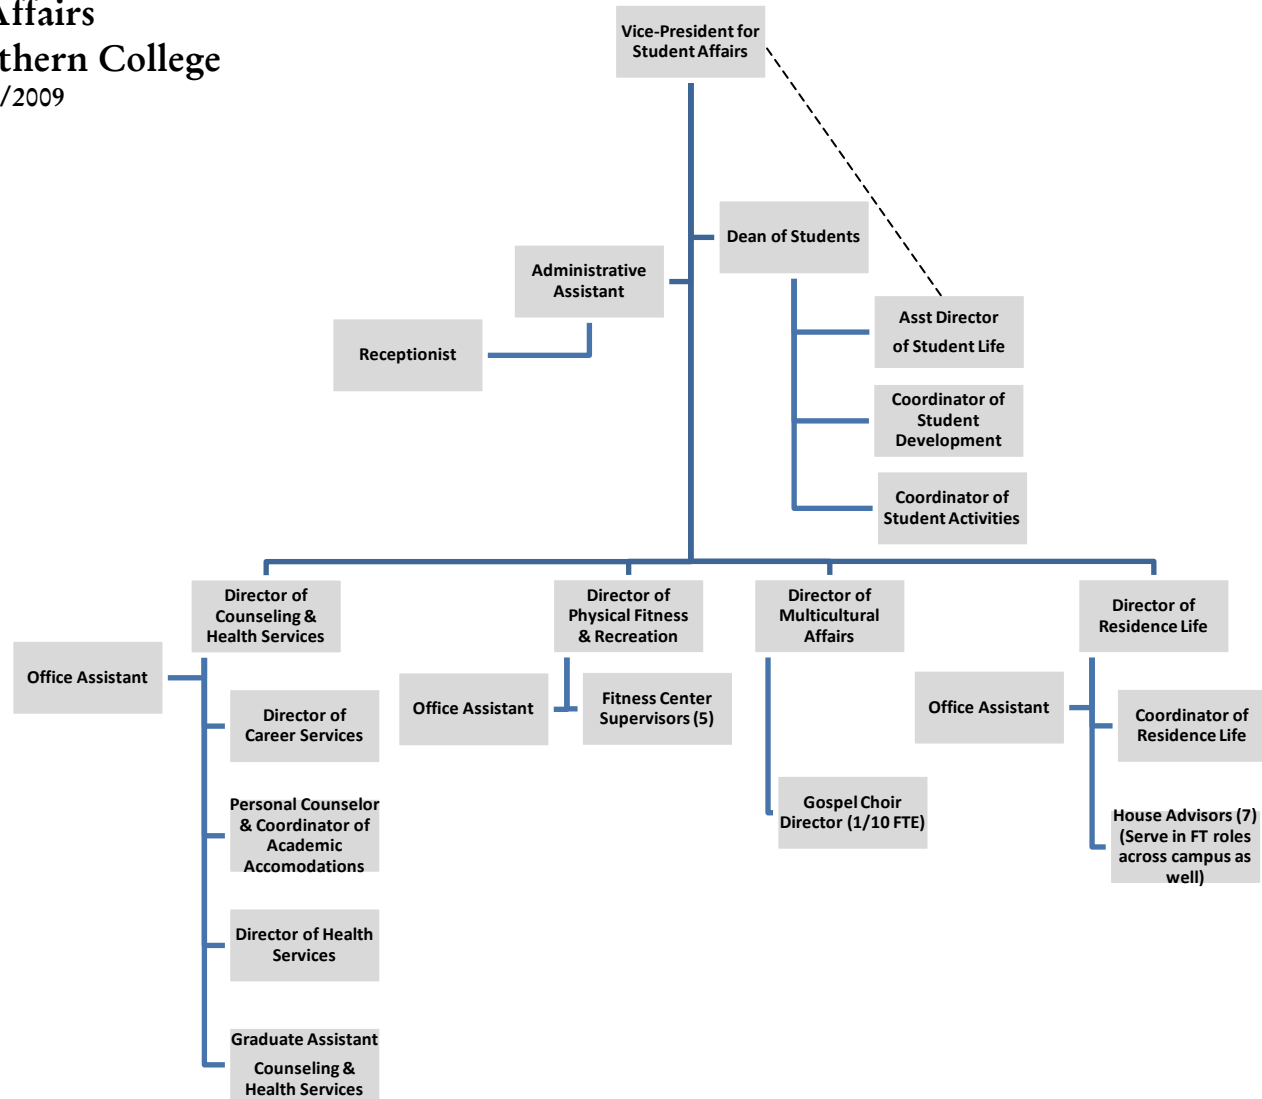 Affairs
thern College
/2009
Vice-President for
Student Affairs
Dean of Students
Administrative
Assistant
Receptionist
Asst Director
of Student Life
Coordinator of
Student
Development
Coordinator of
Student Activities
Director of
Counseling &
Health Services
Director of
Physical Fitness
& Recreation
Director of
Multicultural
Affairs
Director of
Residence Life
Office Assistant
Director of
Career Services
Personal Counselor
& Coordinator of
Academic
Accomodations
Director of Health
Services
Graduate Assistant
Counseling &
Health Services
Office Assistant
Fitness Center
Supervisors (5)
Gospel Choir
Director (1/10 FTE)
Office Assistant
Coordinator of
Residence Life
House Advisors (7)
(Serve in FT roles
across campus as
well)